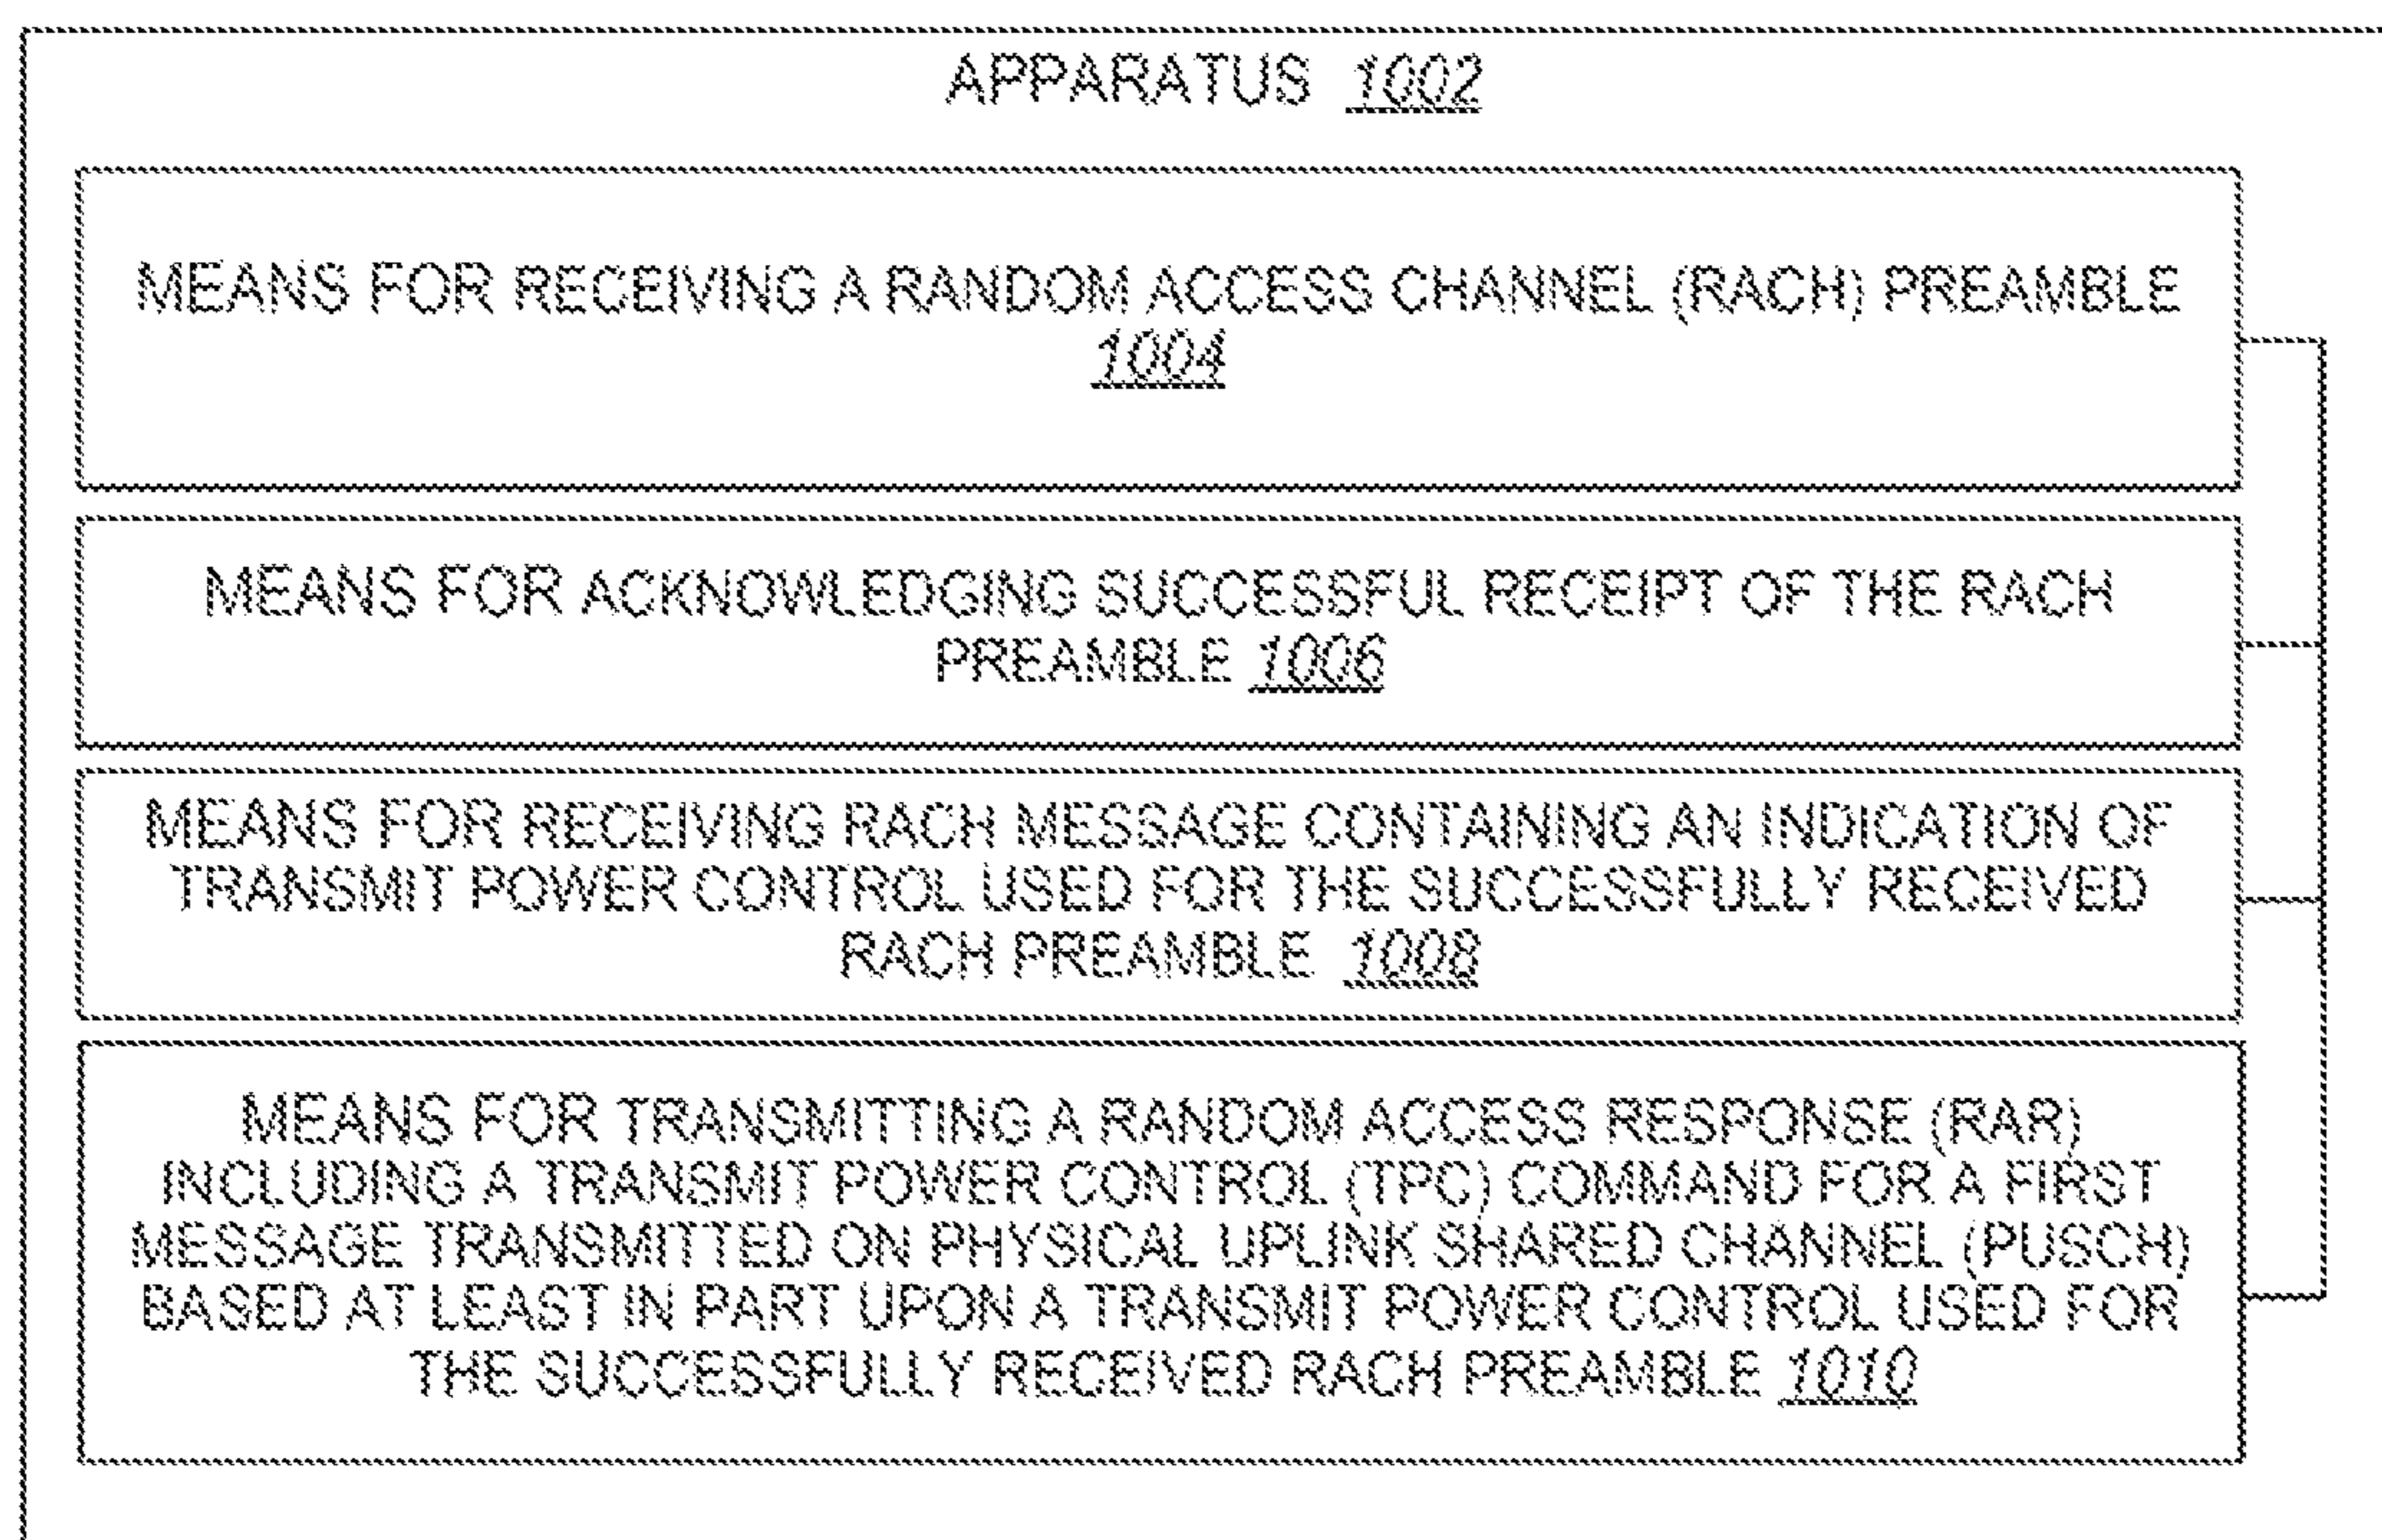 APPARATUS 1002
MEANS FOR RECEIVING A RANDOM ACCESS CHANNEL (RACH) PREAMBLE
1004
MEANS FOR ACKNOWLEDGING SUCCESSFUL RECEIPT OF THE RACH
PREAMBLE 1006
MEANS FOR RECEIVING RACH MESSAGE CONTAINING AN INDICATION OF
TRANSMIT POWER CONTROL USED FOR THE SUCCESSFULLY RECEIVED
RACH PREAMBLE 1008
MEANS FOR TRANSMITTING A RANDOM ACCESS RESPONSE (RAR)
INCLUDING A TRANSMIT POWER CONTROL (TPC) COMMAND FOR A FIRST
MESSAGE TRANSMITTED ON PHYSICAL UPLINK SHARED CHANNEL (PUSCH)
BASED AT LEAST IN PART UPON A TRANSMIT POWER CONTROL USED FOR
THE SUCCESSFULLY RECEIVED RACH PREAMBLE 1010